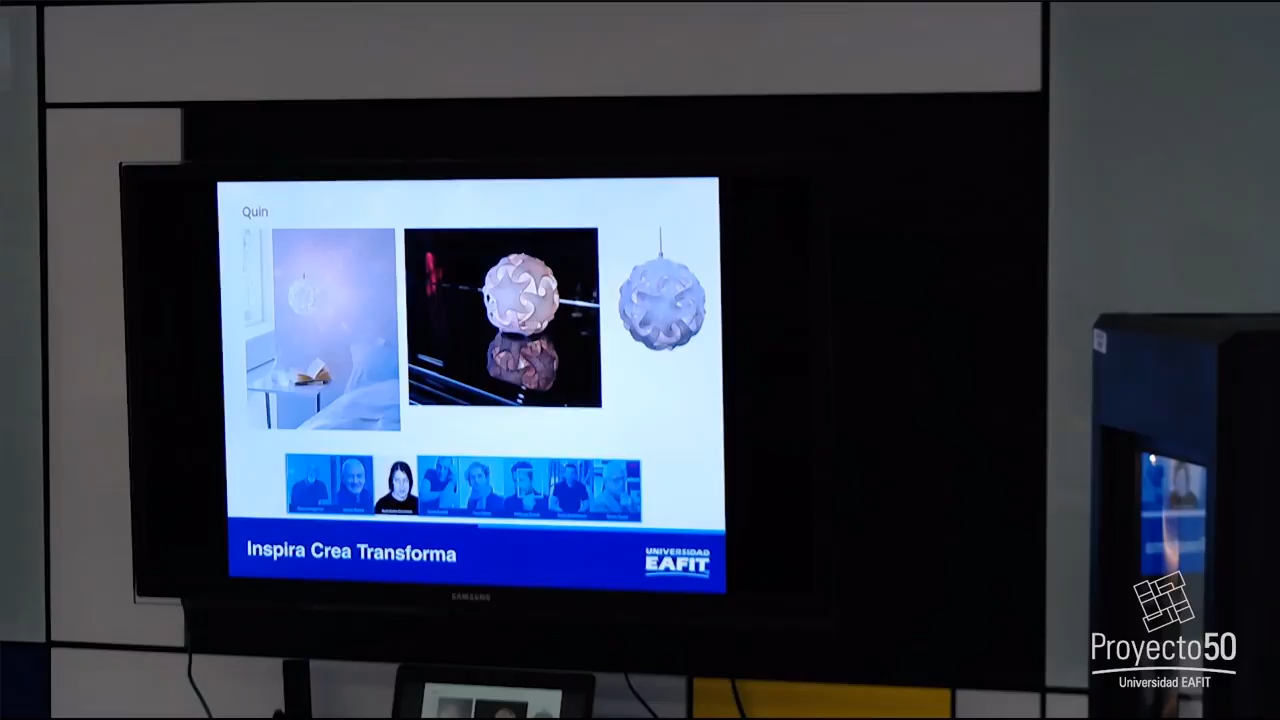 Quin
Inspira Crea Transforma
UNIVERSIDAD
EAFIT
SAMSUNG
Proyecto50
Universidad EAFIT